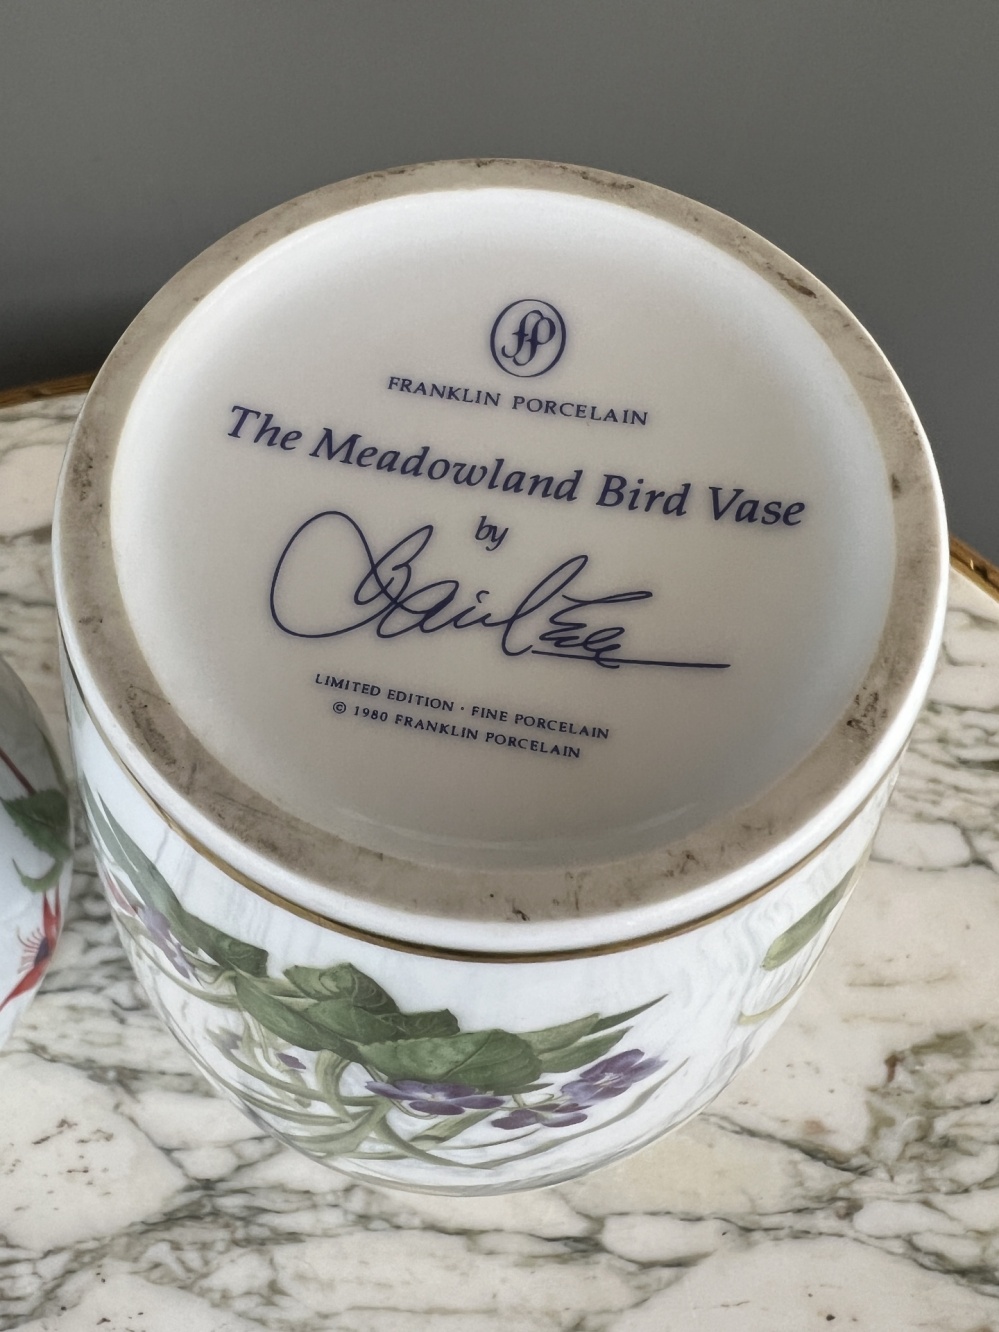 FP
FRANKLIN PORCELAIN
The Meadowland Bird Vase
by
LIMITED EDITION · FINE PORCELAIN
© 1980 FRANKLIN PORCELAIN